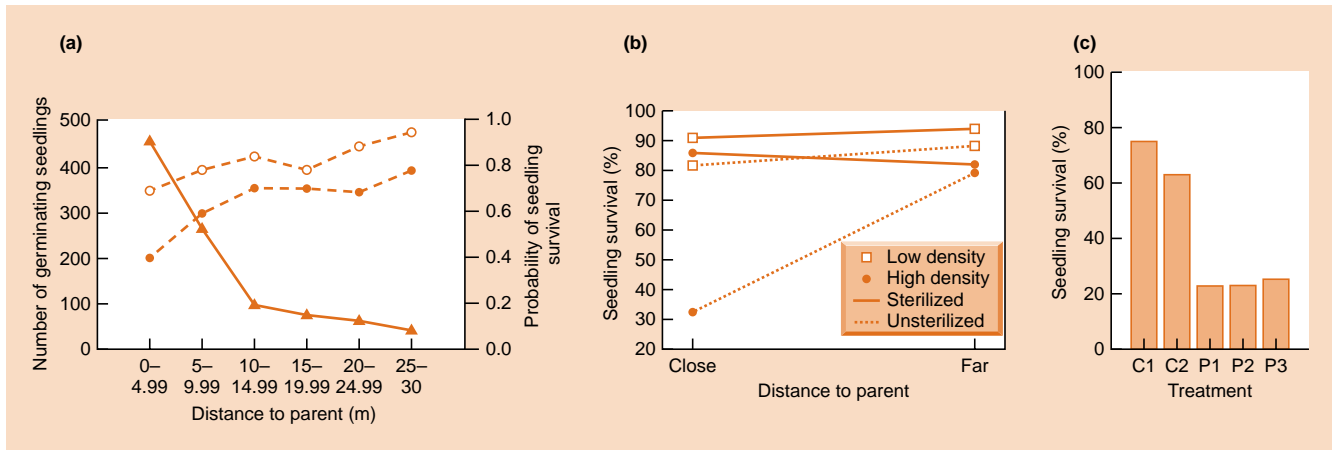 (a)
Number of germinating seedlings
500
400
300
200
100
0
1.0
0.8
0.6
0.4
0.2
0.0
Probability of seedling
survival
0–
4.99
5–
9.99
10–
14.99
15–
19.99
20–
24.99
25–
30
Distance to parent (m)
(b)
Seedling survival (%)
100
90
80
70
60
50
40
30
20
Low density
High density
Sterilized
Unsterilized
Close
Far
Distance to parent
(c)
Seedling survival (%)
100
80
60
40
20
0
C1 C2 P1 P2 P3
Treatment